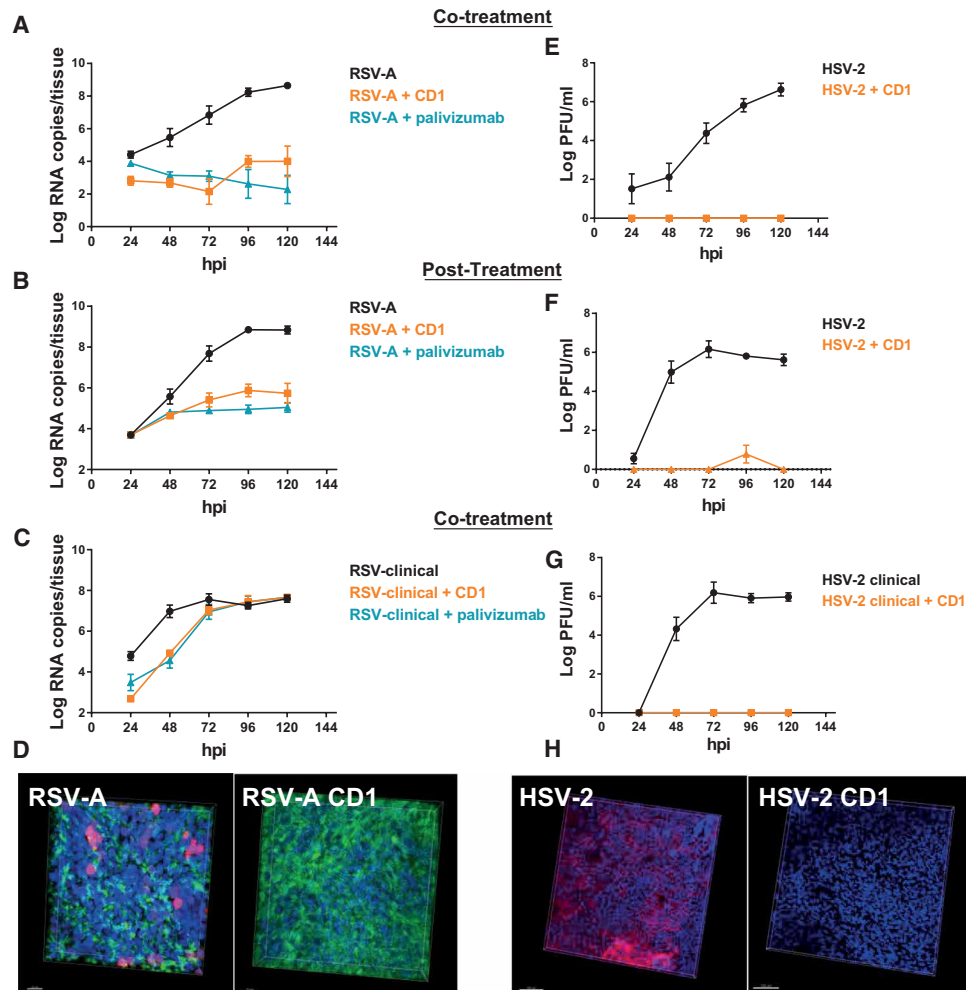 Co-treatment
A
Log RNA copies/tissue
10
8
6
4
2
0
0 24 48 72 96 120 144
hpi
RSV-A
RSV-A + CD1
RSV-A + palivizumab
E
Log PFU/ml
8
6
4
2
0
0 24 48 72 96 120 144
hpi
HSV-2
HSV-2 + CD1
Post-Treatment
B
Log RNA copies/tissue
10
8
6
4
2
0 24 48 72 96 120 144
hpi
RSV-A
RSV-A + CD1
RSV-A + palivizumab
F
Log PFU/ml
8
6
4
2
0
0 24 48 72 96 120 144
hpi
HSV-2
HSV-2 + CD1
Co-treatment
C
Log RNA copies/tissue
10
8
6
4
2
0 24 48 72 96 120 144
hpi
RSV-clinical
RSV-clinical + CD1
RSV-clinical + palivizumab
G
Log PFU/ml
8
6
4
2
0
0 24 48 72 96 120 144
hpi
HSV-2 clinical
HSV-2 clinical + CD1
D
RSV-A
RSV-A CD1
H
HSV-2
HSV-2 CD1